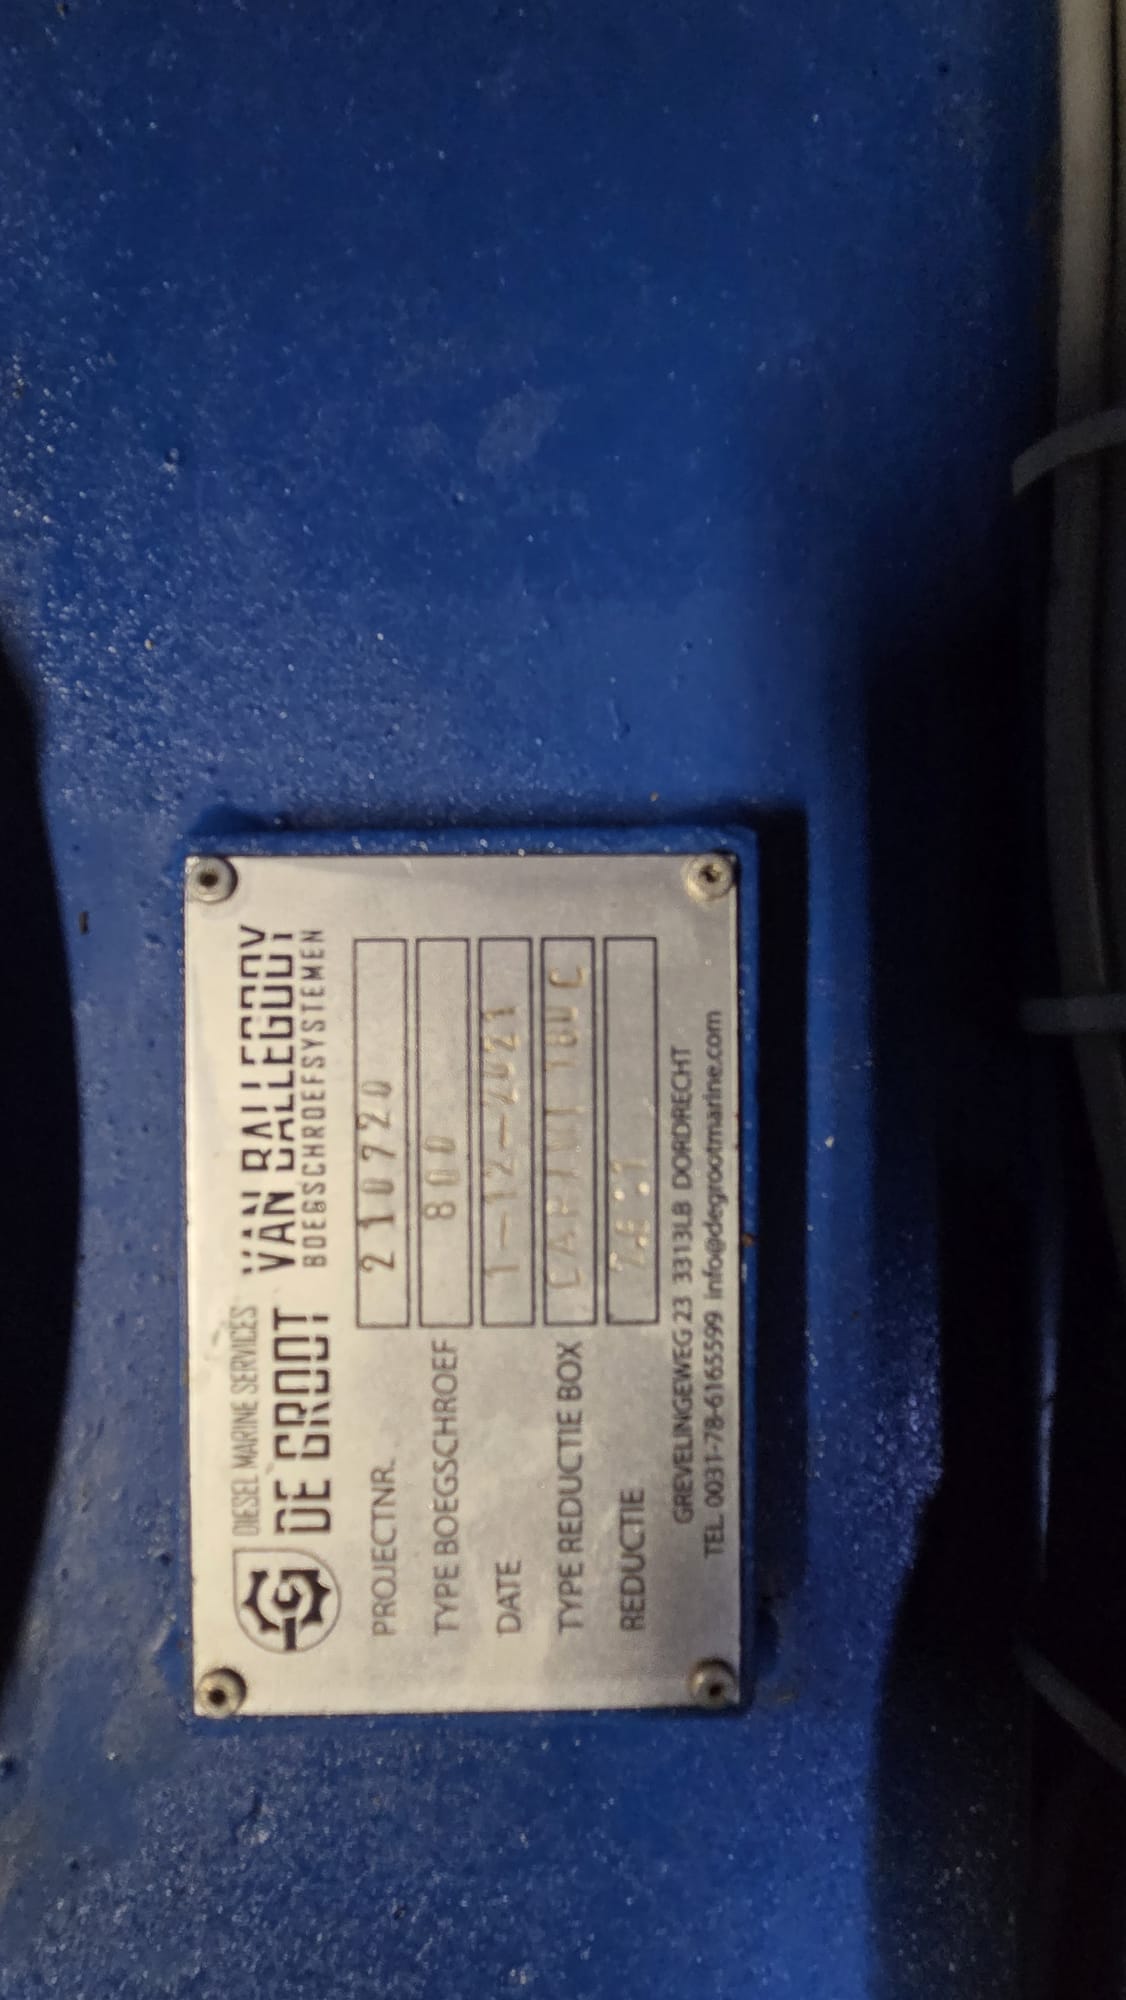 DIESEL MARINE SERVICES
DE GROOT VAN BALLEGOOY
BOEGSCHROEFSYSTEMEN
PROJECTNR. 210720
TYPE BOEGSCHROEF 800
DATE 1-12-2021
TYPE REDUCTIE BOX
REDUCTIE
GREVELINGEWEG 23 3313LB DORDRECHT
TEL 0031-78-6165599 info@degrootmarine.com